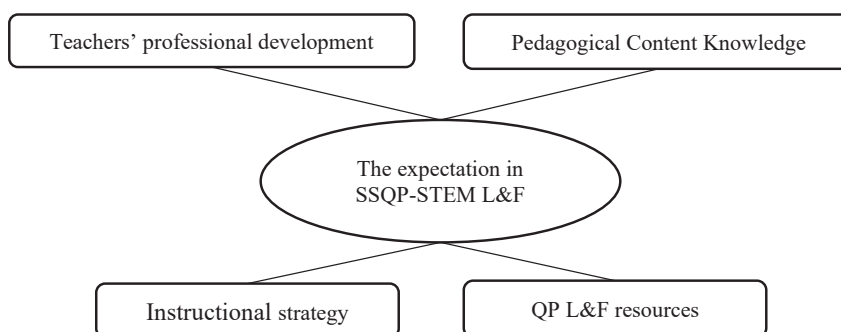 Teachers’ professional development
Pedagogical Content Knowledge
The expectation in
SSQP-STEM L&F
Instructional strategy
QP L&F resources